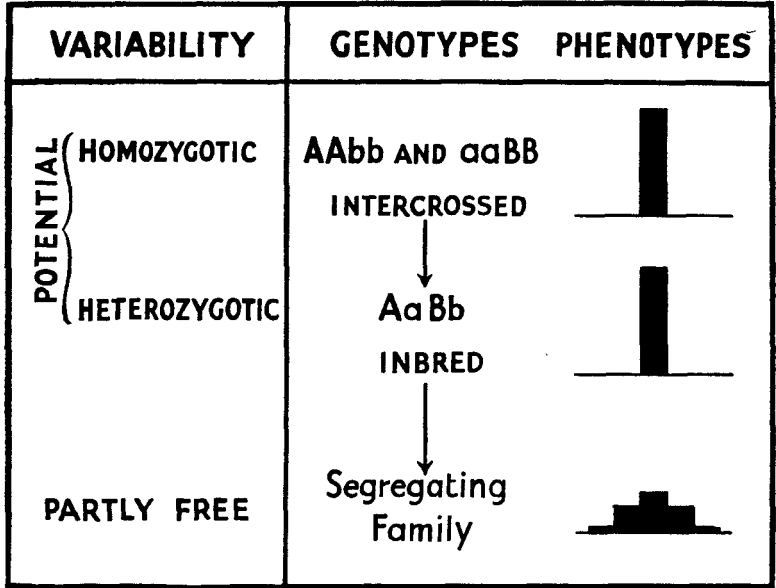 VARIABILITY GENOTYPES PHENOTYPES
POTENTIAL
HOMOZYGOTIC AAbb AND aaBB
INTERCROSSED
HETEROZYGOTIC AaBb
INBRED
PARTLY FREE Segregating
Family